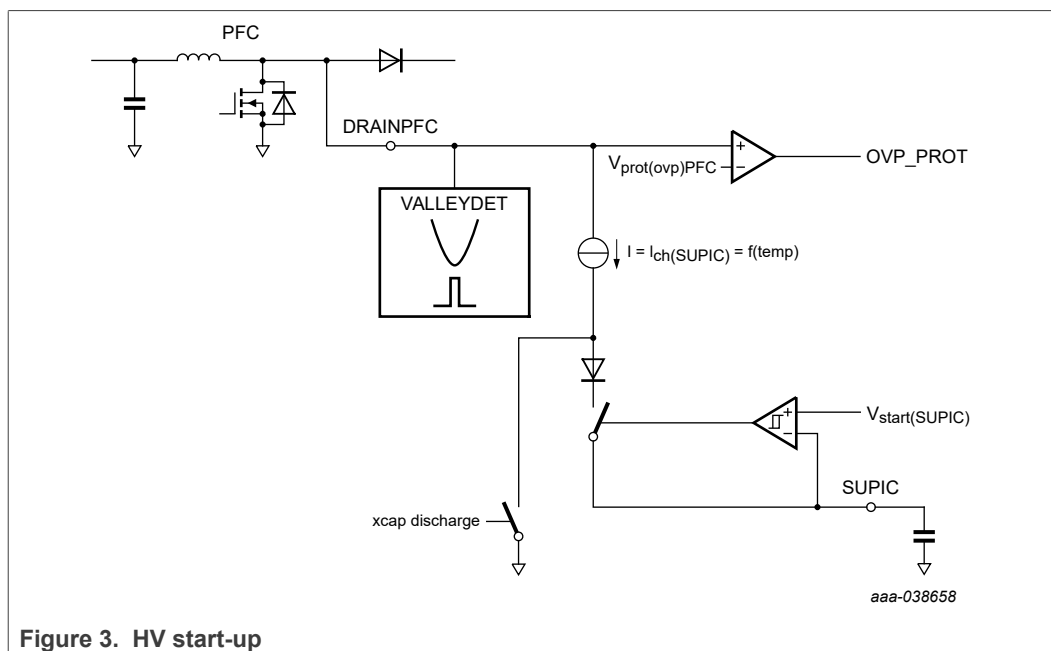 PFC
DRAINPFC
VALLEYDET
Vprot(ovp)PFC
+
−
OVP_PROT
I = Ich(SUPIC) = f(temp)
+
−
Vstart(SUPIC)
SUPIC
xcap discharge
aaa-038658
Figure 3. HV start-up